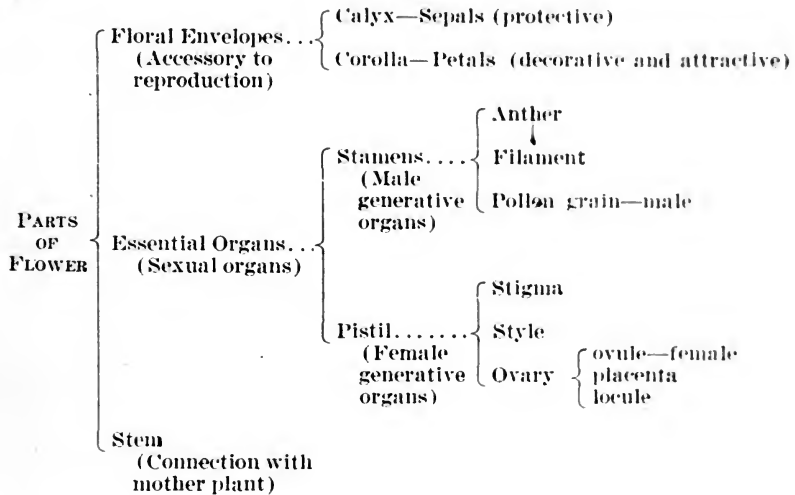 Calyx—Sepals (protective)
Floral Envelopes...
(Accessory to
reproduction)
Corolla—Petals (decorative and attractive)
Anther
Stamens....
Filament
(Male
generative
organs)
Pollen grain—male
PARTS
OF
FLOWER
Essential Organs...
(Sexual organs)
Stigma
Pistil.......
Style
(Female
generative
organs)
Ovary
ovule—female
placenta
locule
Stem
(Connection with
mother plant)